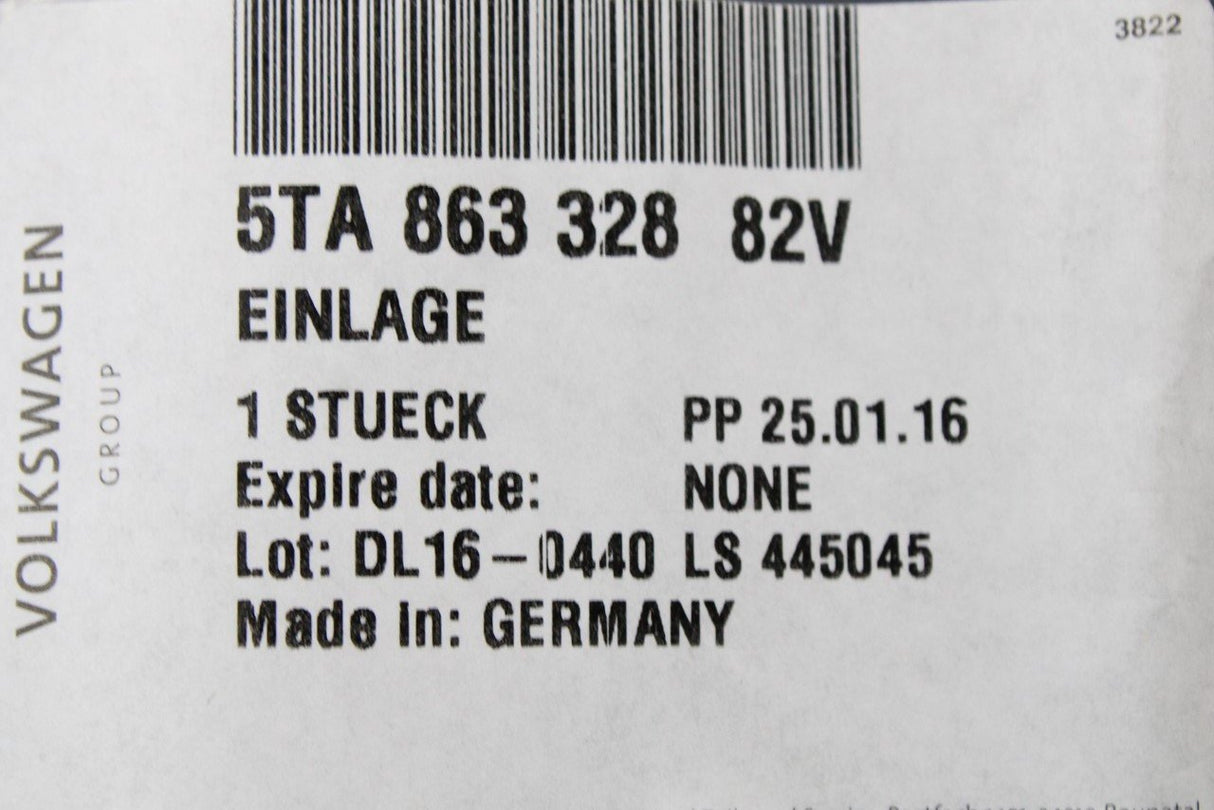 3822
5TA 863 328 82V
EINLAGE
1 STUECK PP 25.01.16
Expire date: NONE
Lot: DL16-0440 LS 445045
Made in: GERMANY
VOLKSWAGEN
GROUP